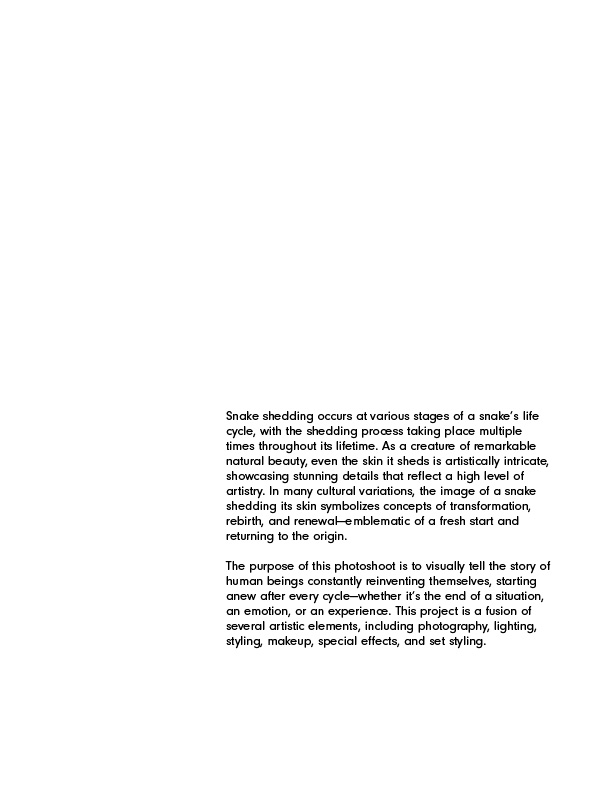 Snake shedding occurs at various stages of a snake's life
cycle, with the shedding process taking place multiple
times throughout its lifetime. As a creature of remarkable
natural beauty, even the skin it sheds is artistically intricate,
showcasing stunning details that reflect a high level of
artistry. In many cultural variations, the image of a snake
shedding its skin symbolizes concepts of transformation,
rebirth, and renewal—emblematic of a fresh start and
returning to the origin.
The purpose of this photoshoot is to visually tell the story of
human beings constantly reinventing themselves, starting
anew after every cycle—whether it's the end of a situation,
an emotion, or an experience. This project is a fusion of
several artistic elements, including photography, lighting,
styling, makeup, special effects, and set styling.